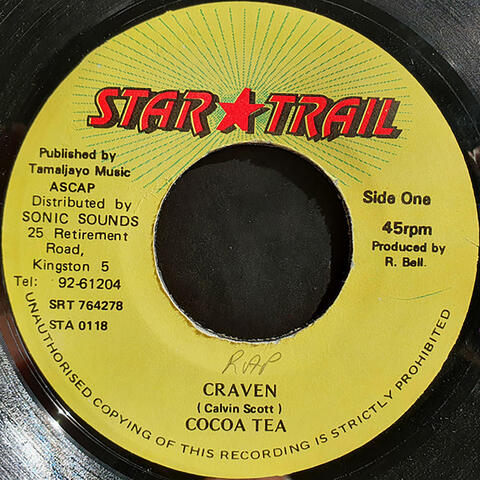 STAR★TRAIL
Published by
Tamaljayo Music
ASCAP
Distributed by
SONIC SOUNDS
25 Retirement
Road,
Kingston 5
Tel: 92-61204
SRT 764278
STA 0118
Side One
45rpm
Produced by
R. Bell.
RAP
CRAVEN
( Calvin Scott )
COCOA TEA
UNAUTHORISED COPYING OF THIS RECORDING IS STRICTLY PROHIBITED